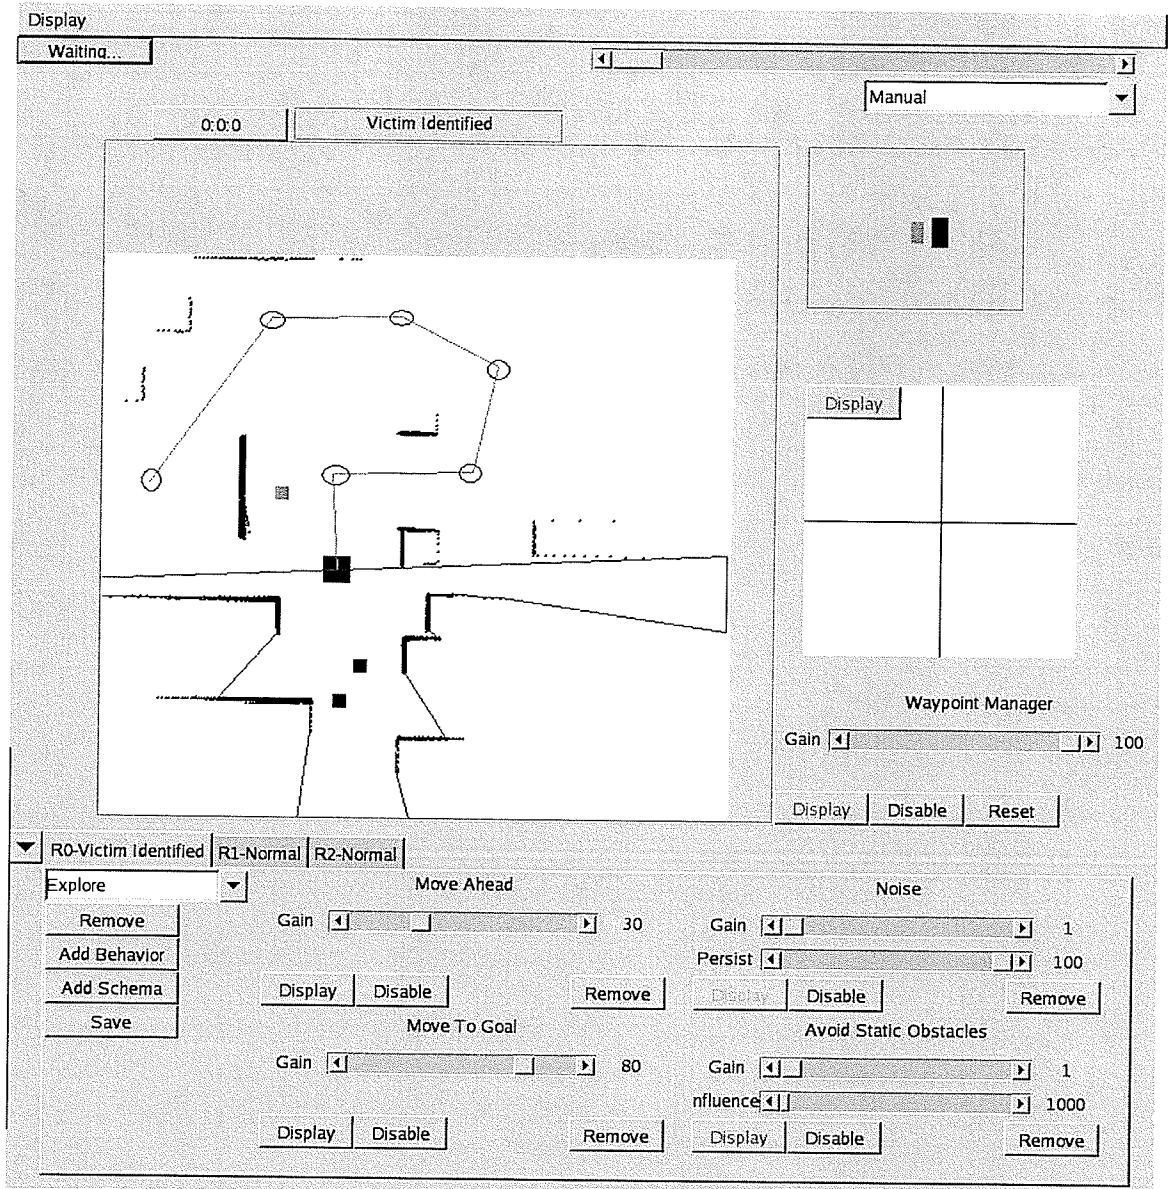 Display
Waiting...
Manual
0:0:0 Victim Identified
Display
Waypoint Manager
Gain 100
Display Disable Reset
R0-Victim Identified R1-Normal R2-Normal
Explore Move Ahead Noise
Remove Gain 30 Gain 1
Add Behavior Persist 100
Add Schema Display Disable Remove Display Disable Remove
Save Move To Goal Avoid Static Obstacles
Gain 80 Gain 1
nfluence 1000
Display Disable Remove Display Disable Remove